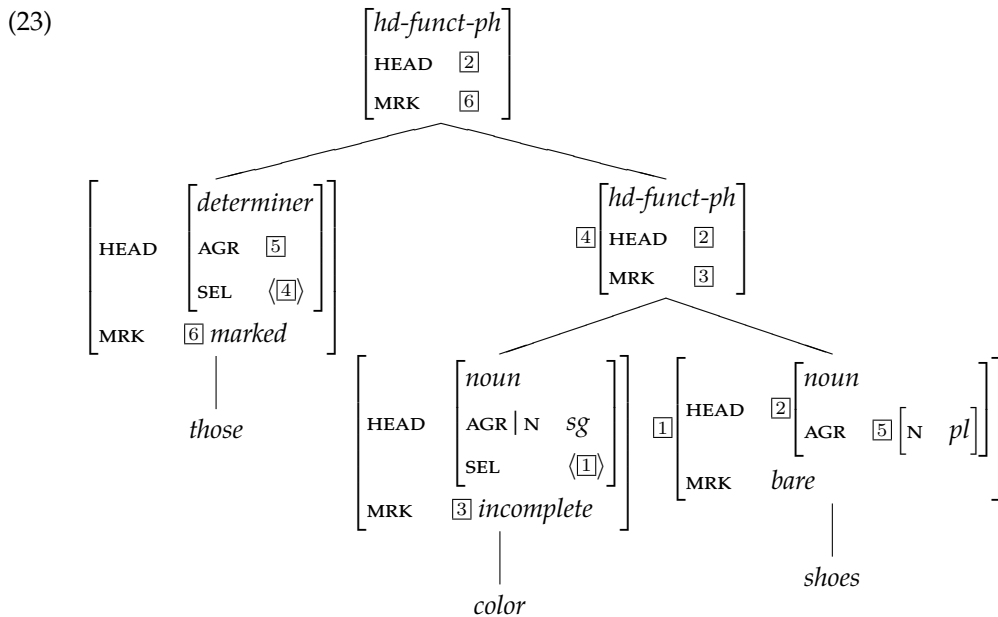 (23)
hd-funct-ph
HEAD 2
MRK 6
HEAD determiner
AGR 5
SEL ⟨4⟩
MRK 6 marked
those
4 hd-funct-ph
HEAD 2
MRK 3
HEAD noun
AGR | N sg
SEL ⟨1⟩
MRK 3 incomplete
color
1 HEAD 2 noun
AGR 5 [N pl]
MRK bare
shoes